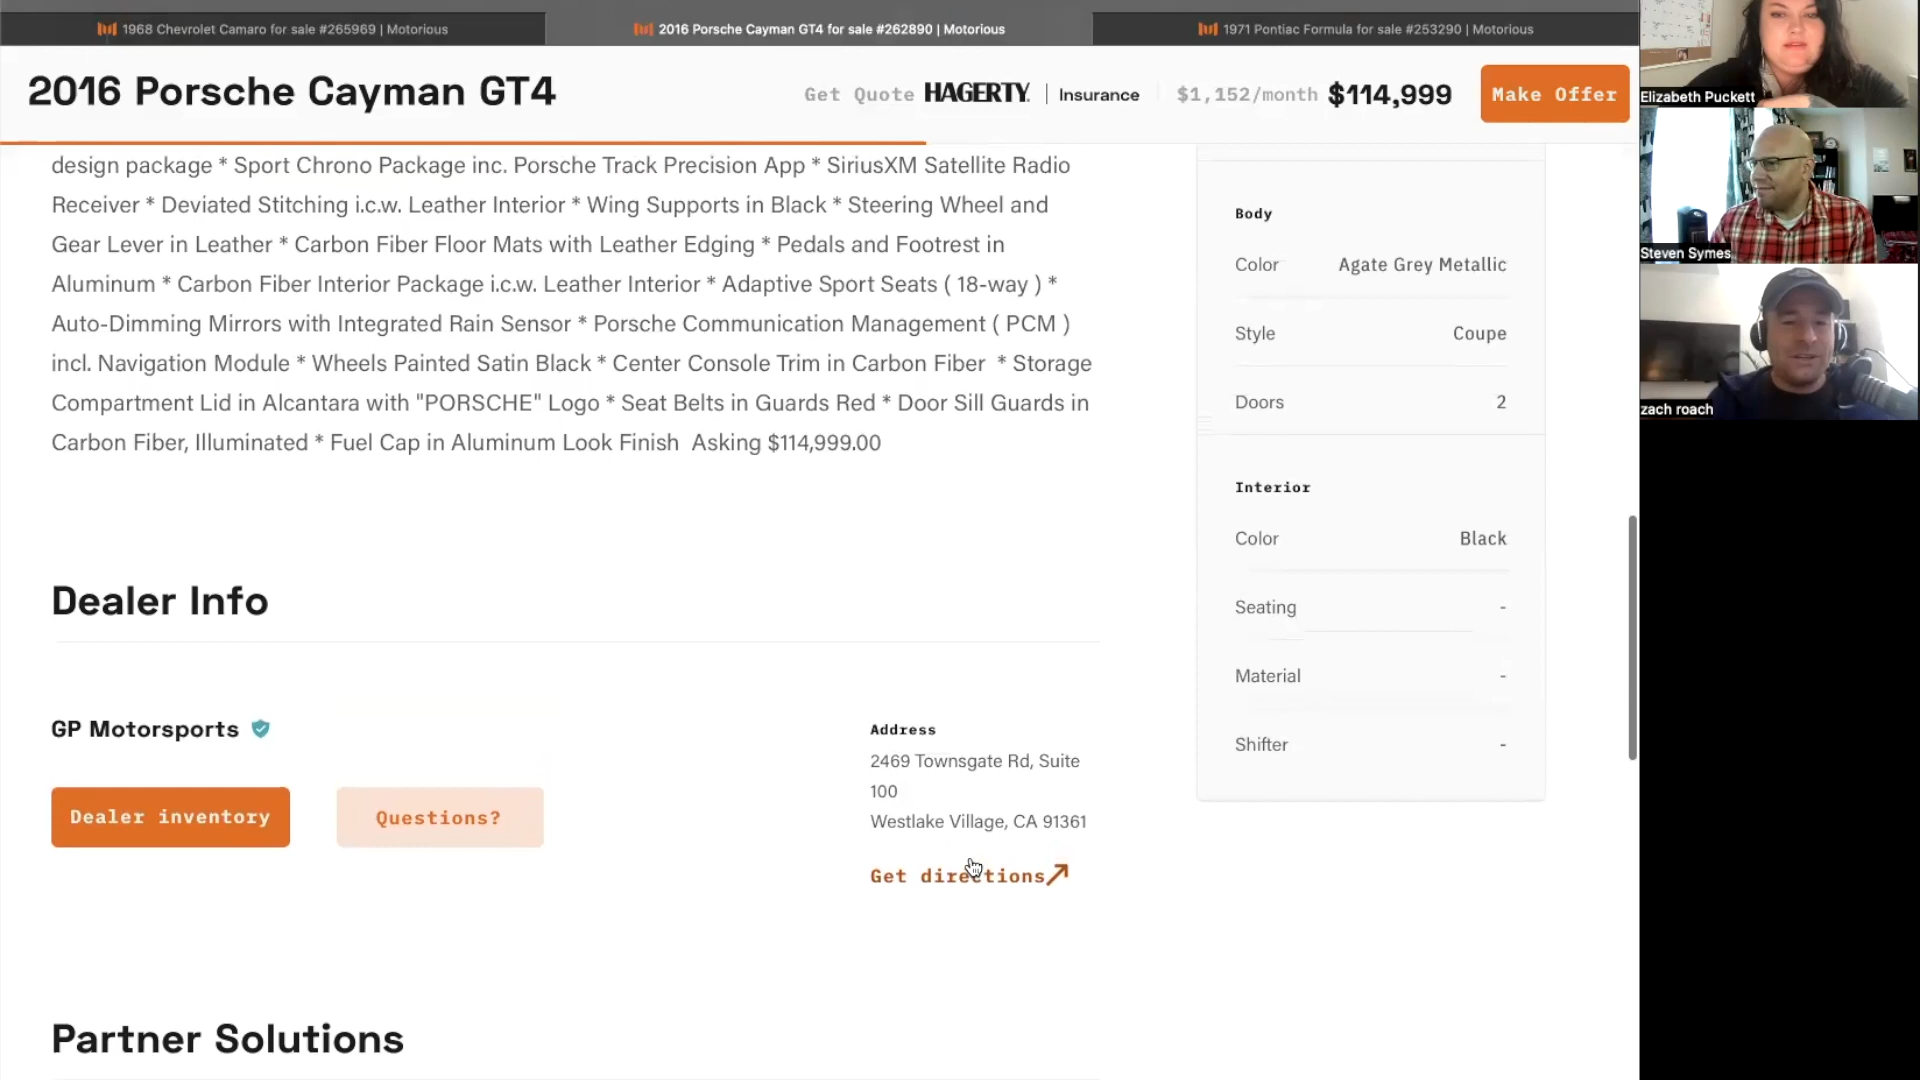 1968 Chevrolet Camaro for sale #265969 | Motorious
2016 Porsche Cayman GT4 for sale #262890 | Motorious
1971 Pontiac Formula for sale #253290 | Motorious
2016 Porsche Cayman GT4
Get Quote HAGERTY | Insurance
$1,152/month $114,999
Make Offer
design package * Sport Chrono Package inc. Porsche Track Precision App * SiriusXM Satellite Radio
Receiver * Deviated Stitching i.c.w. Leather Interior * Wing Supports in Black * Steering Wheel and
Gear Lever in Leather * Carbon Fiber Floor Mats with Leather Edging * Pedals and Footrest in
Aluminum * Carbon Fiber Interior Package i.c.w. Leather Interior * Adaptive Sport Seats ( 18-way ) *
Auto-Dimming Mirrors with Integrated Rain Sensor * Porsche Communication Management ( PCM )
incl. Navigation Module * Wheels Painted Satin Black * Center Console Trim in Carbon Fiber * Storage
Compartment Lid in Alcantara with "PORSCHE" Logo * Seat Belts in Guards Red * Door Sill Guards in
Carbon Fiber, Illuminated * Fuel Cap in Aluminum Look Finish Asking $114,999.00
Dealer Info
GP Motorsports
Dealer inventory
Questions?
Address
2469 Townsgate Rd, Suite
100
Westlake Village, CA 91361
Get directions
Partner Solutions
Body
Color Agate Grey Metallic
Style Coupe
Doors 2
Interior
Color Black
Seating -
Material -
Shifter -
Elizabeth Puckett
Steven Symes
zach roach